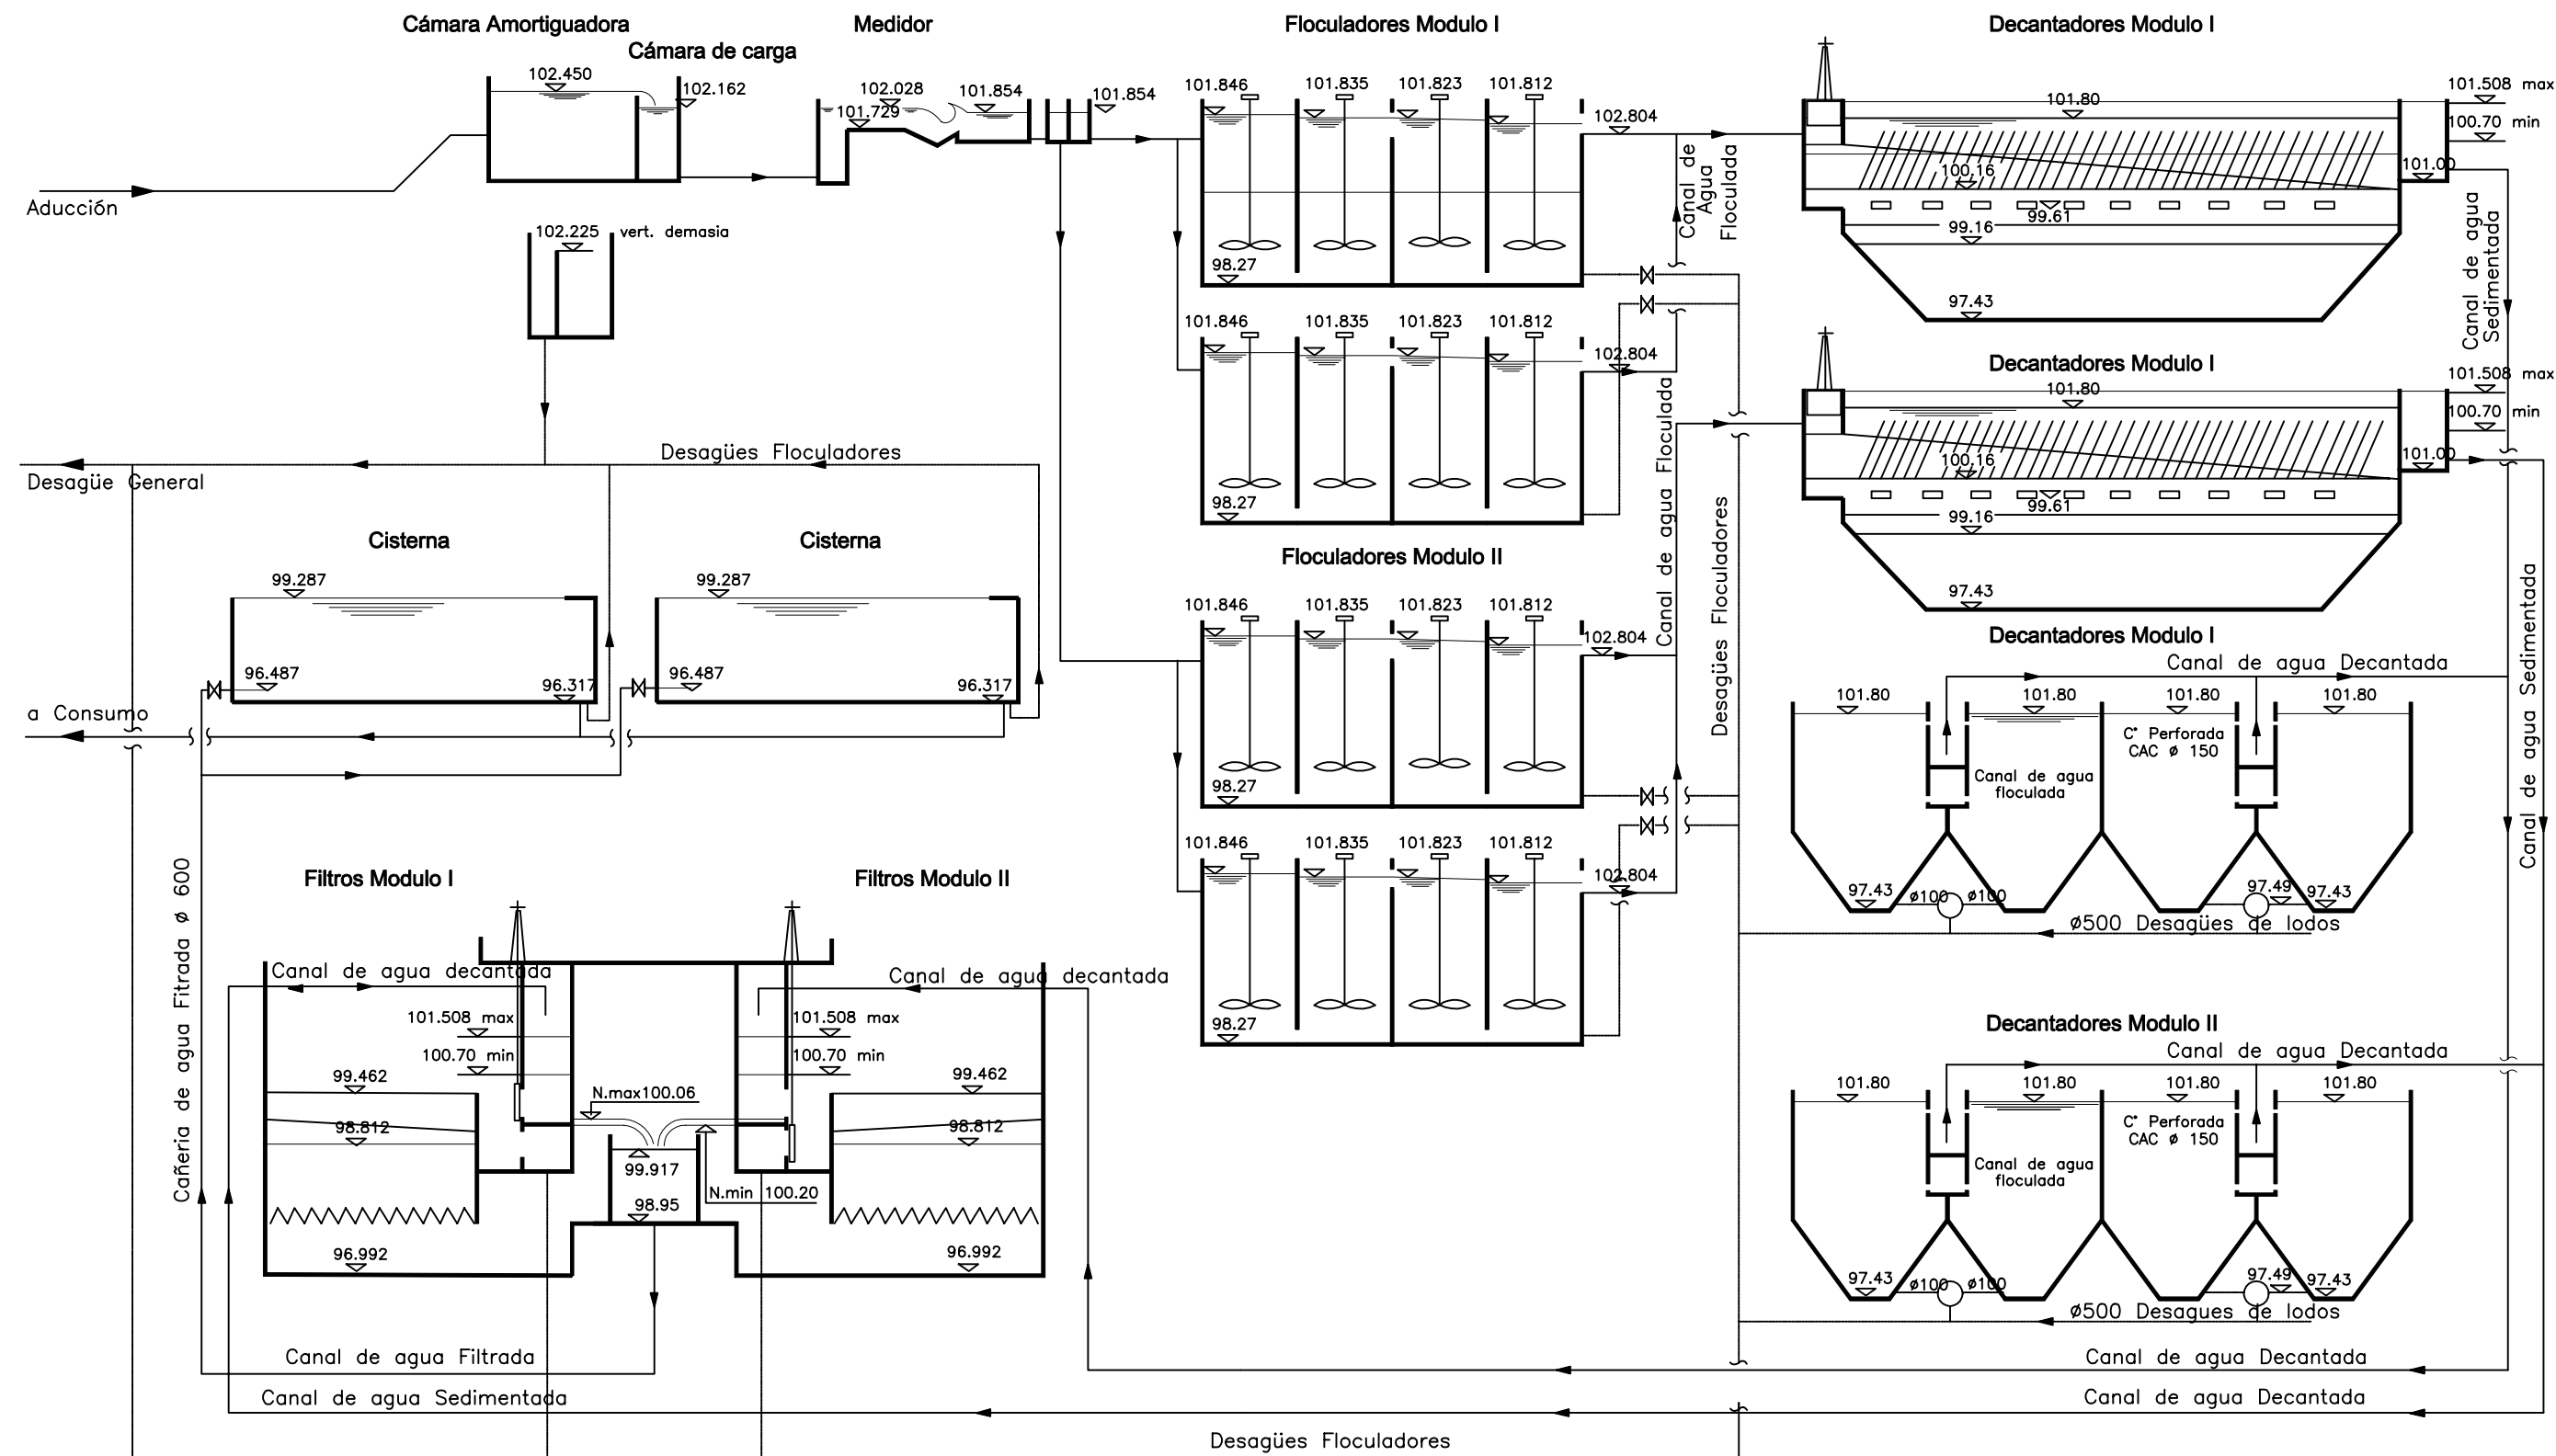 Cámara Amortiguadora
Cámara de carga
Medidor
Floculadores Modulo I
Decantadores Modulo I
102.450
102.162
102.028
101.729
101.854
101.854
101.846
101.835
101.823
101.812
102.804
98.27
Aducción
102.225
vert. demasia
Canal de
Agua
Floculada
101.80
101.508 max
100.70 min
101.00
100.16
99.61
99.16
97.43
Canal de agua
Sedimentada
101.846
101.835
101.823
101.812
102.804
98.27
Decantadores Modulo I
101.80
101.508 max
100.70 min
101.00
100.16
99.61
99.16
97.43
Desagües Floculadores
Desagüe General
Canal de agua Floculada
Desagües Floculadores
Cisterna
Cisterna
99.287
99.287
96.487
96.317
96.487
96.317
a Consumo
Floculadores Modulo II
101.846
101.835
101.823
101.812
102.804
98.27
101.846
101.835
101.823
101.812
102.804
98.27
Decantadores Modulo I
Canal de agua Decantada
101.80
101.80
101.80
101.80
C° Perforada
CAC ø 150
Canal de agua
floculada
97.43
ø100
ø100
97.49
97.43
ø500 Desagües de lodos
Canal de agua Sedimentada
Decantadores Modulo II
Canal de agua Decantada
101.80
101.80
101.80
101.80
C° Perforada
CAC ø 150
Canal de agua
floculada
97.43
ø100
ø100
97.49
97.43
ø500 Desagues de lodos
Cañeria de agua Fitrada ø 600
Filtros Modulo I
Filtros Modulo II
Canal de agua decantada
Canal de agua decantada
101.508 max
101.508 max
100.70 min
100.70 min
99.462
99.462
N.max100.06
98.812
98.812
99.917
98.95
N.min 100.20
96.992
96.992
Canal de agua Filtrada
Canal de agua Decantada
Canal de agua Sedimentada
Canal de agua Decantada
Desagües Floculadores